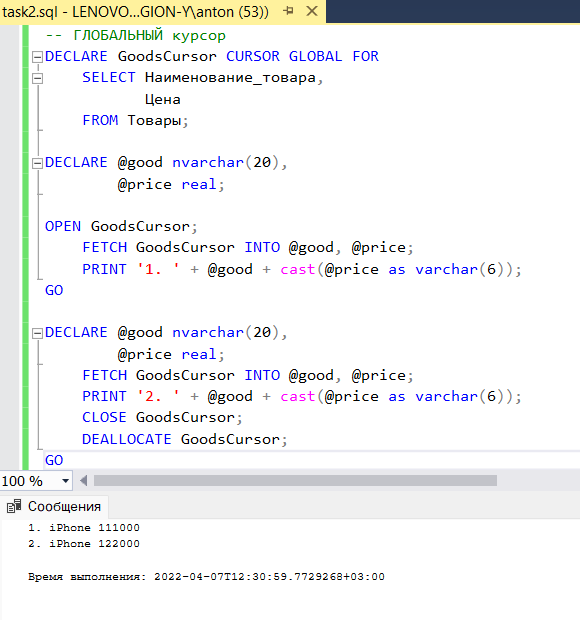 task2.sql - LENOVO...GION-Y\anton (53))
-- ГЛОБАЛЬНЫЙ курсор
DECLARE GoodsCursor CURSOR GLOBAL FOR
SELECT Наименование_товара,
Цена
FROM Товары;
DECLARE @good nvarchar(20),
@price real;
OPEN GoodsCursor;
FETCH GoodsCursor INTO @good, @price;
PRINT '1. ' + @good + cast(@price as varchar(6));
GO
DECLARE @good nvarchar(20),
@price real;
FETCH GoodsCursor INTO @good, @price;
PRINT '2. ' + @good + cast(@price as varchar(6));
CLOSE GoodsCursor;
DEALLOCATE GoodsCursor;
GO
100 %
Сообщения
1. iPhone 111000
2. iPhone 122000
Время выполнения: 2022-04-07T12:30:59.7729268+03:00